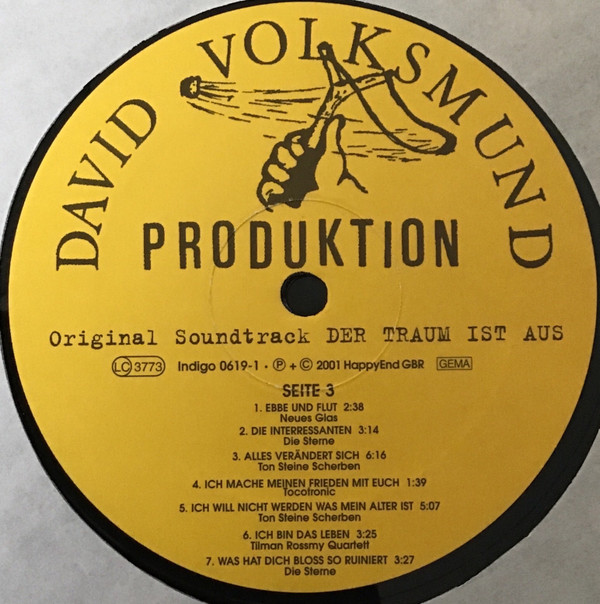 DAVID VOLKSMUND
PRODUKTION
Original Soundtrack DER TRAUM IST AUS
LC 3773 Indigo 0619-1 · ℗ + © 2001 HappyEnd GBR GEMA
SEITE 3
1. EBBE UND FLUT 2:38
Neues Glas
2. DIE INTERRESSANTEN 3:14
Die Sterne
3. ALLES VERÄNDERT SICH 6:16
Ton Steine Scherben
4. ICH MACHE MEINEN FRIEDEN MIT EUCH 1:39
Tocotronic
5. ICH WILL NICHT WERDEN WAS MEIN ALTER IST 5:07
Ton Steine Scherben
6. ICH BIN DAS LEBEN 3:25
Tilman Rossmy Quartett
7. WAS HAT DICH BLOSS SO RUINIERT 3:27
Die Sterne